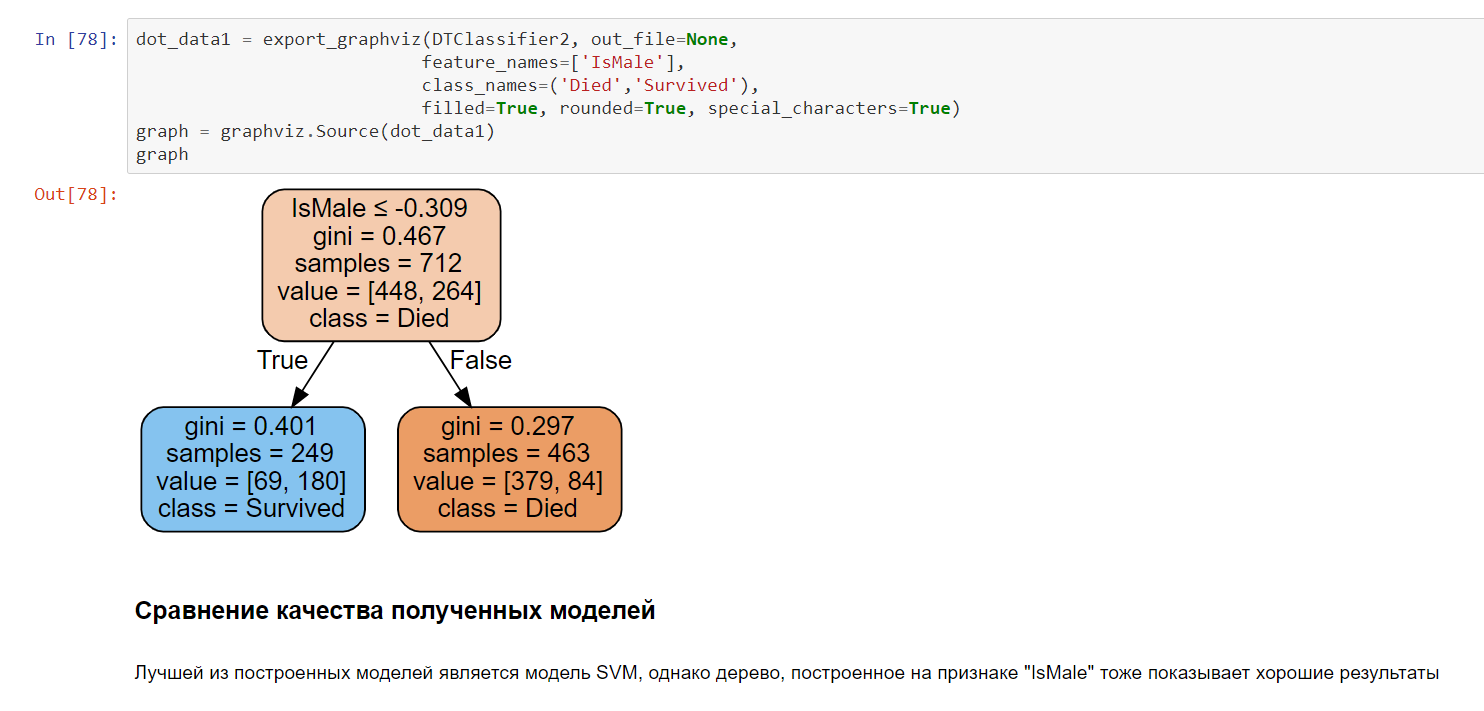 In [78]: dot_data1 = export_graphviz(DTClassifier2, out_file=None,
feature_names=['IsMale'],
class_names=('Died','Survived'),
filled=True, rounded=True, special_characters=True)
graph = graphviz.Source(dot_data1)
graph
Out[78]:
IsMale ≤ -0.309
gini = 0.467
samples = 712
value = [448, 264]
class = Died
True
False
gini = 0.401
samples = 249
value = [69, 180]
class = Survived
gini = 0.297
samples = 463
value = [379, 84]
class = Died
Сравнение качества полученных моделей
Лучшей из построенных моделей является модель SVM, однако дерево, построенное на признаке "IsMale" тоже показывает хорошие результаты